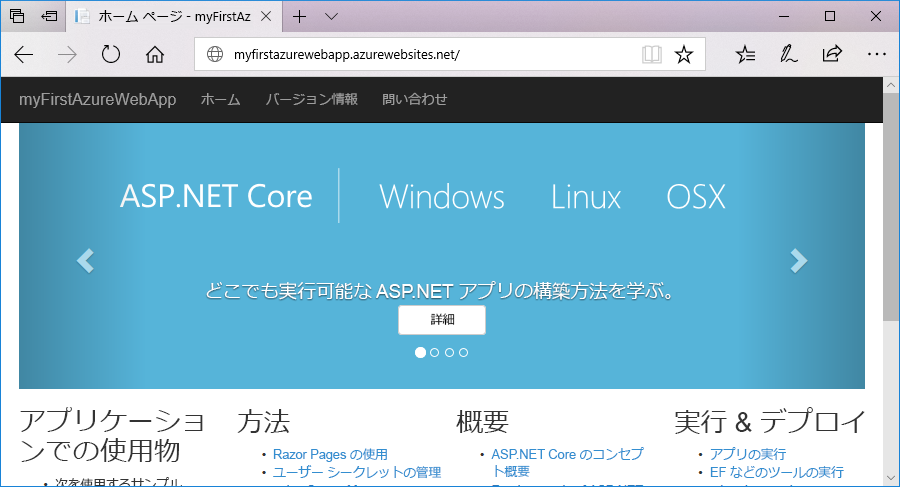 ホーム ページ - myFirstAz
myfirstazurewebapp.azurewebsites.net/
myFirstAzureWebApp ホーム バージョン情報 問い合わせ
ASP.NET Core Windows Linux OSX
どこでも実行可能な ASP.NET アプリの構築方法を学ぶ。
詳細
アプリケーショ
ンでの使用物
次を使用するサンプル
方法
Razor Pages の使用
ユーザー シークレットの管理
概要
ASP.NET Core のコンセプ
ト概要
実行 & デプロイ
アプリの実行
EF などのツールの実行